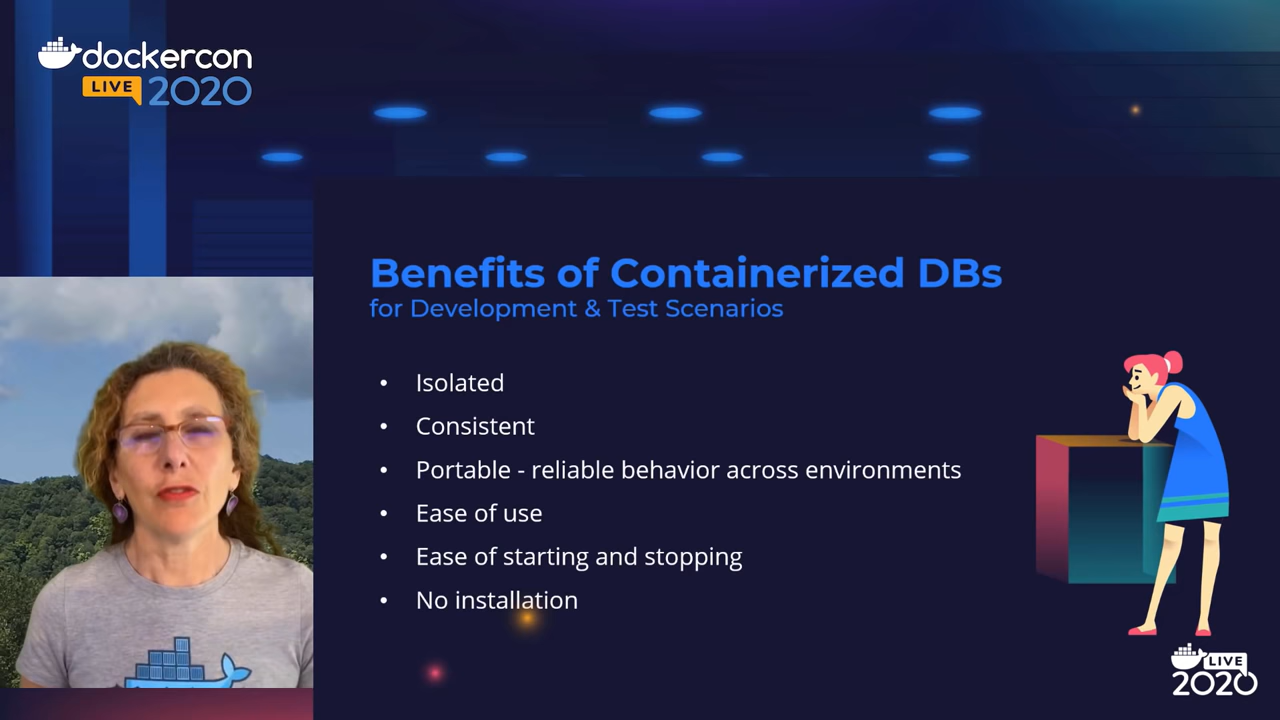 dockercon
LIVE 2020
Benefits of Containerized DBs
for Development & Test Scenarios
• Isolated
• Consistent
• Portable - reliable behavior across environments
• Ease of use
• Ease of starting and stopping
• No installation
LIVE
2020